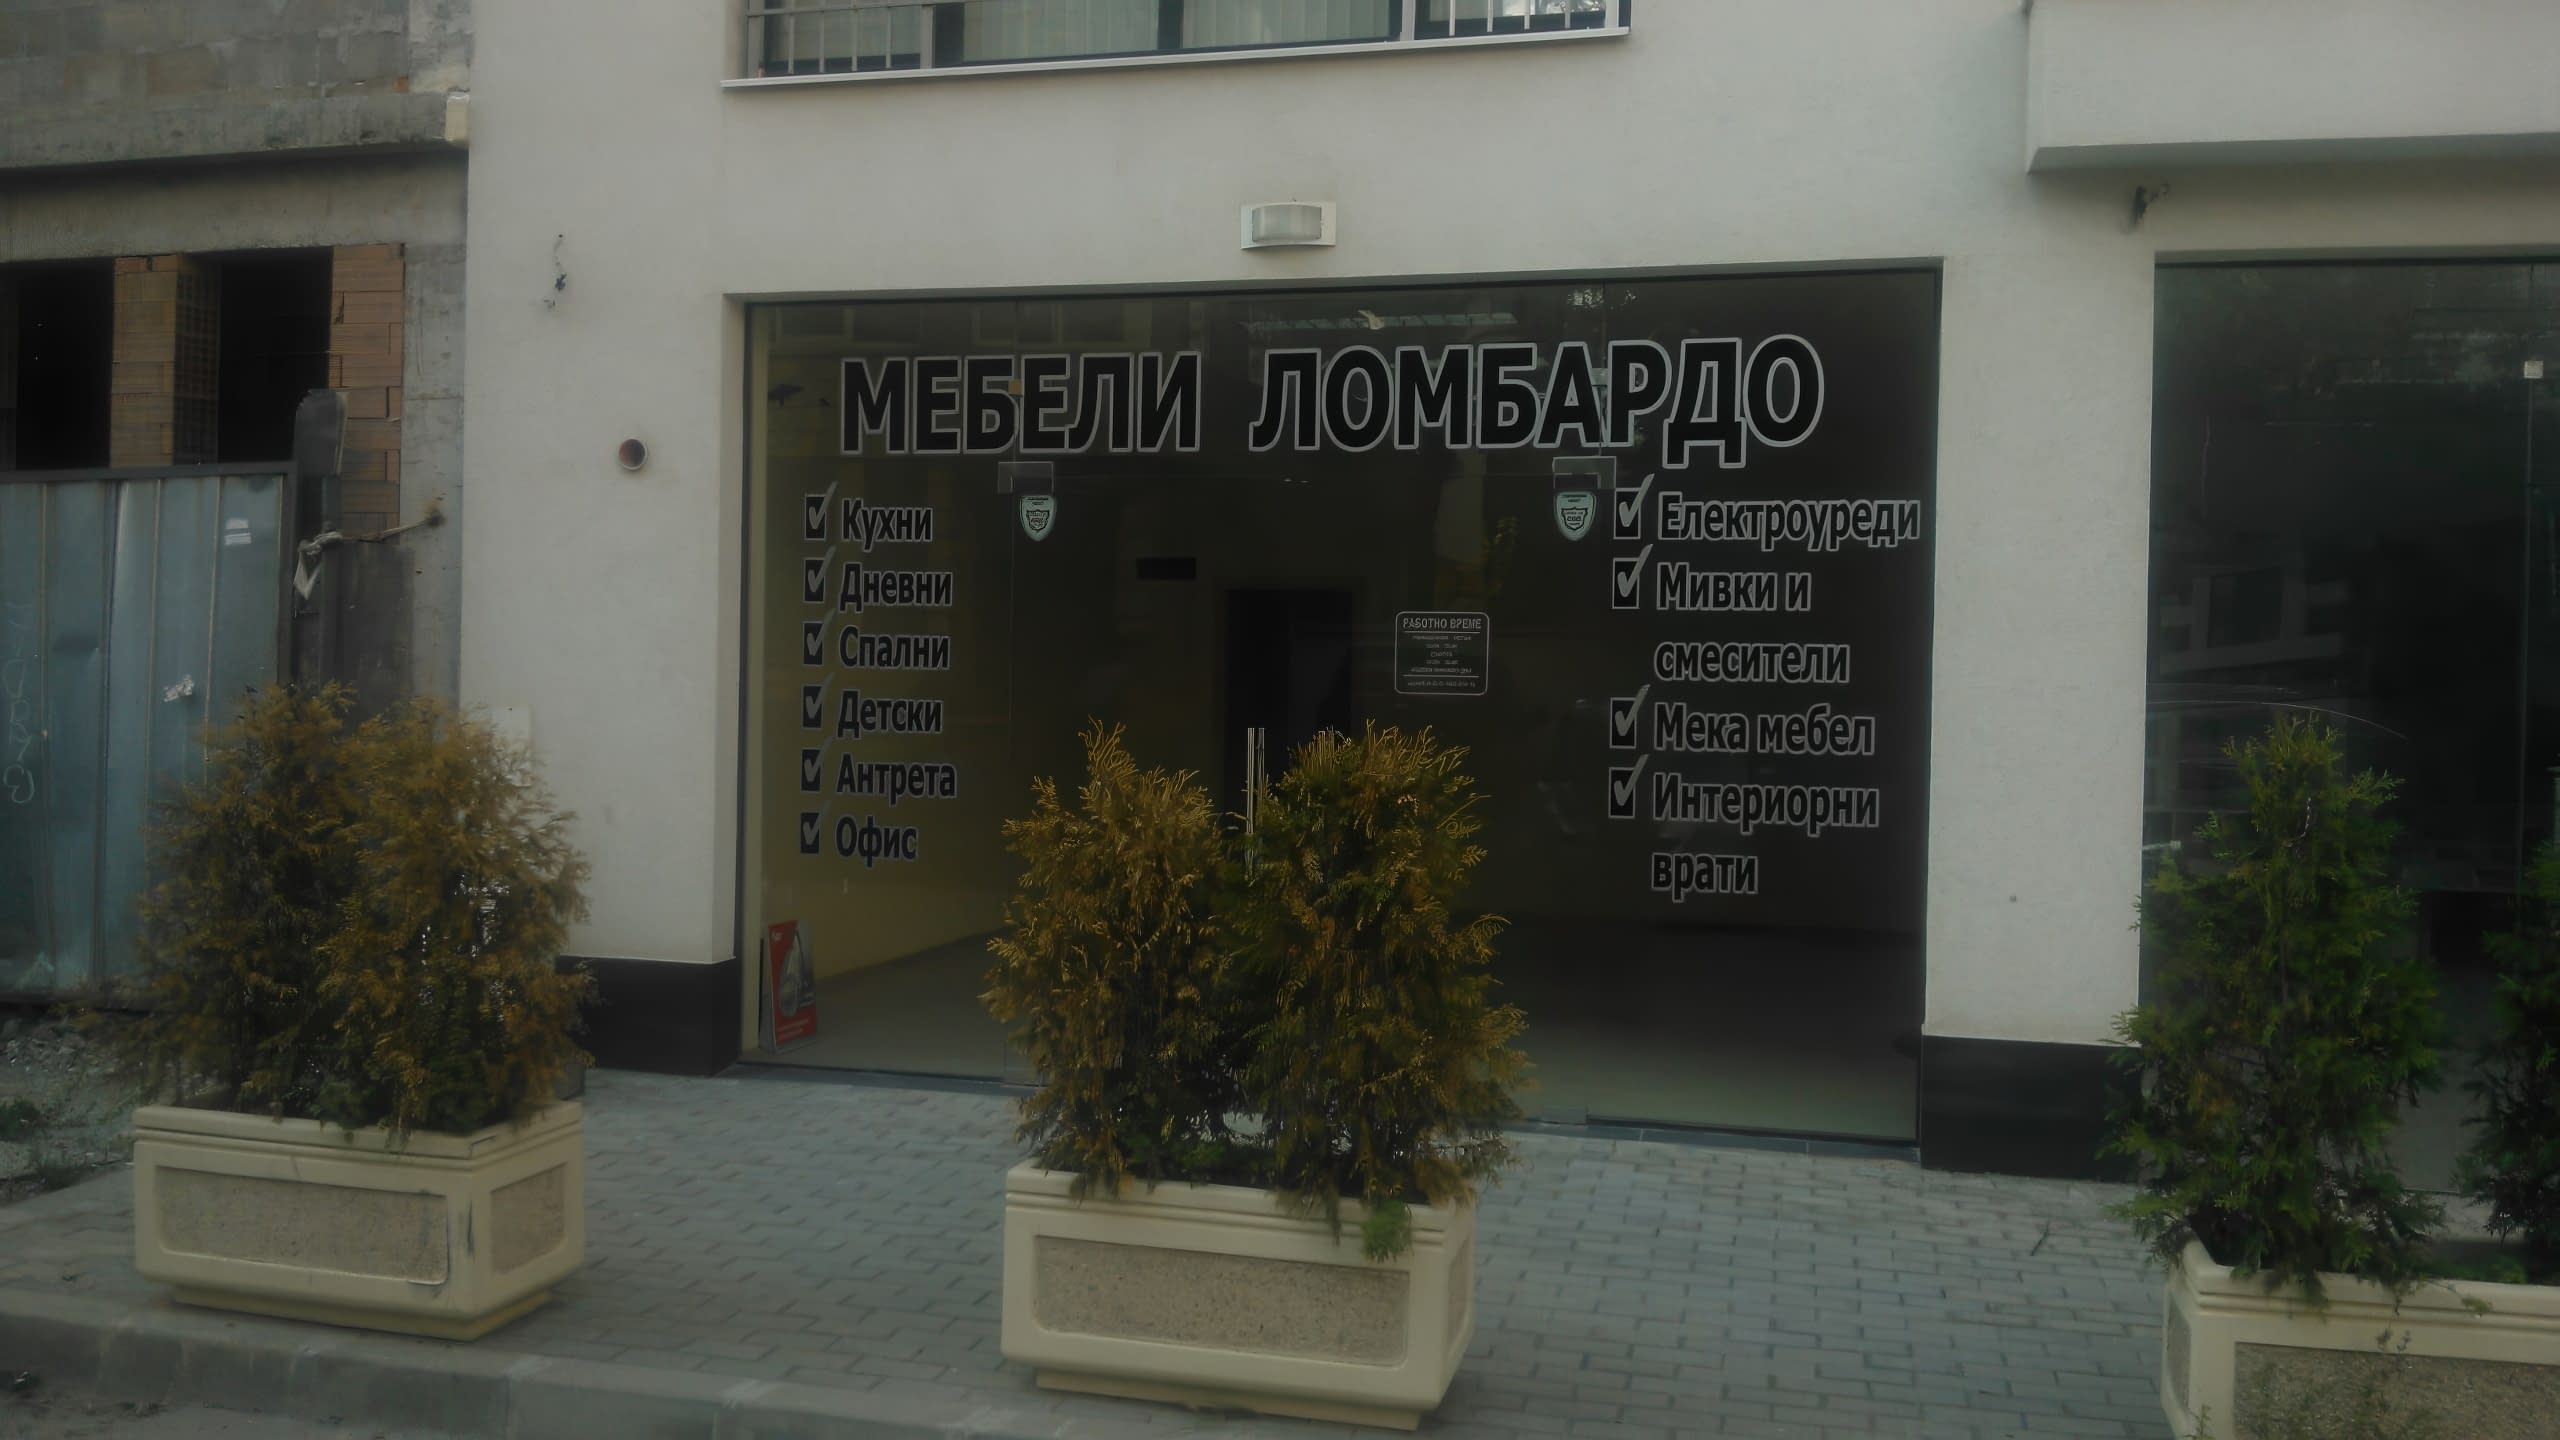 МЕБЕЛИ ЛОМБАРДО
Кухни
Дневни
Спални
Детски
Антрета
Офис
Електроуреди
Мивки и
смесители
Мека мебел
Интериорни
врати
РАБОТНО ВРЕМЕ